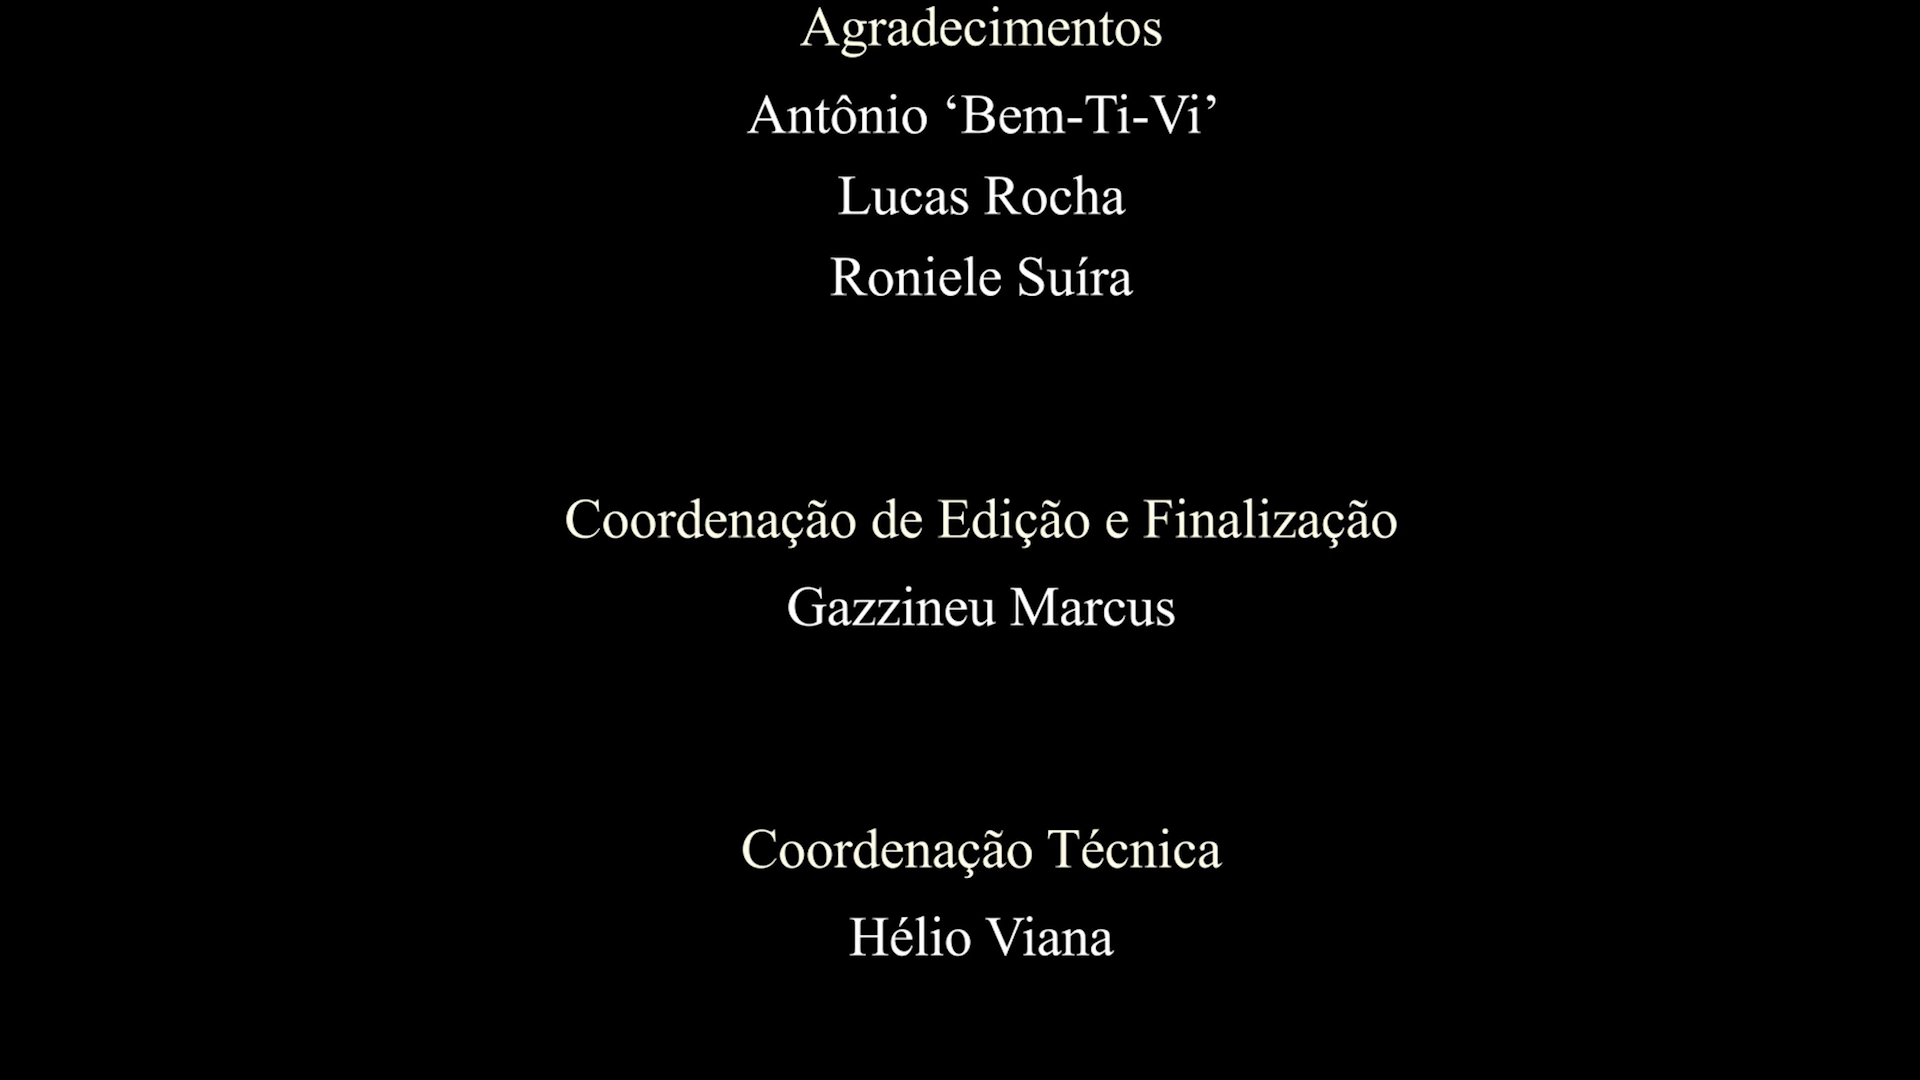 Agradecimentos
Antônio ‘Bem-Ti-Vi’
Lucas Rocha
Roniele Suíra
Coordenação de Edição e Finalização
Gazzineu Marcus
Coordenação Técnica
Hélio Viana